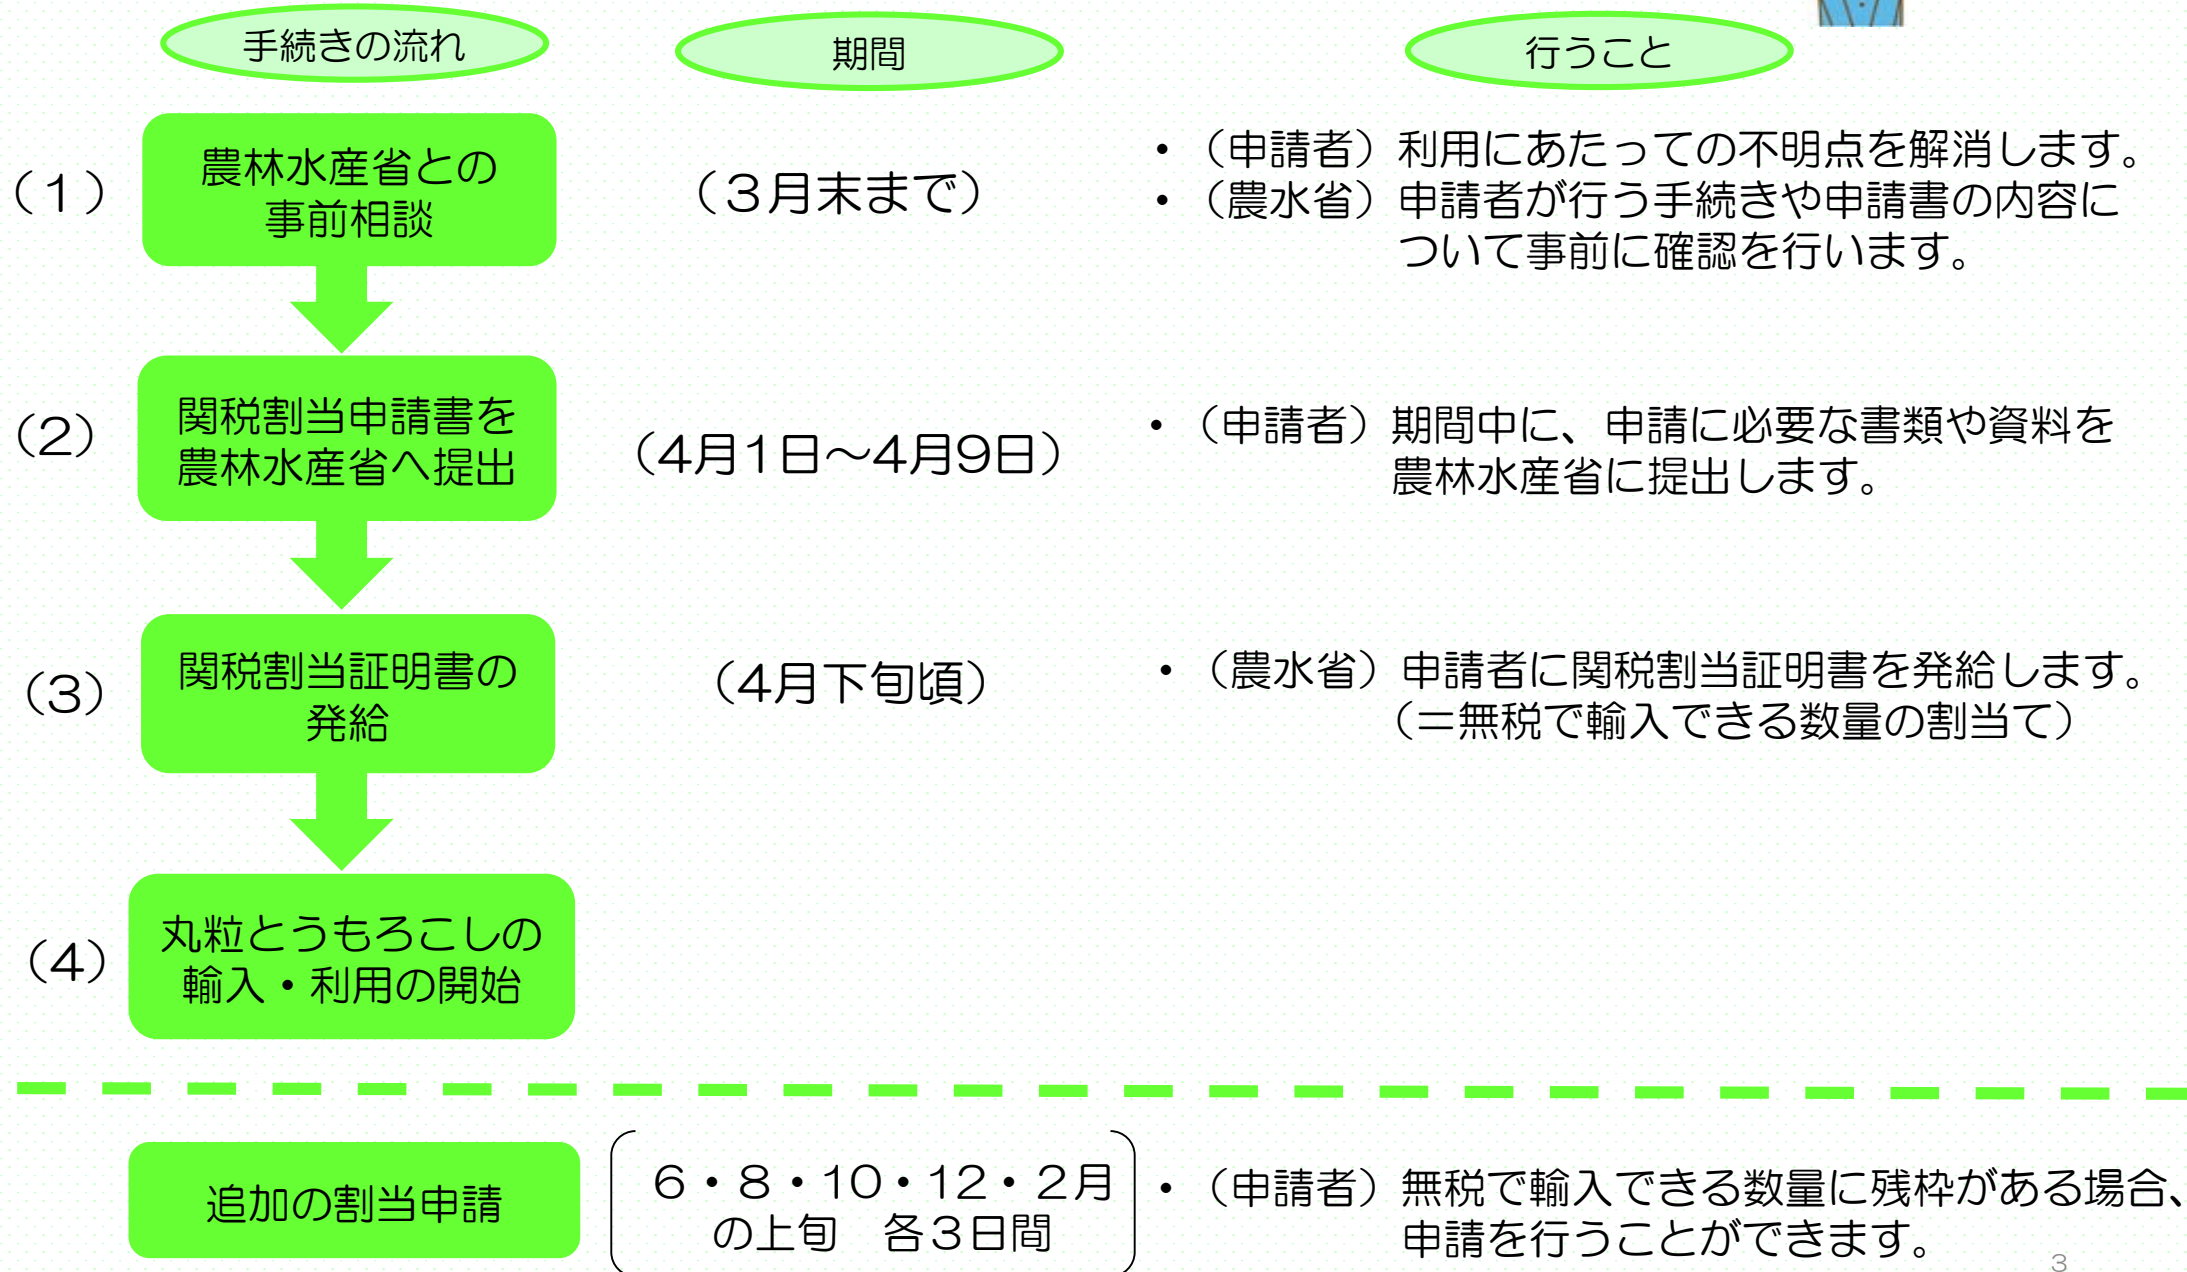 手続きの流れ
期間
行うこと
（１）
農林水産省との
事前相談
（３月末まで）
・（申請者）利用にあたっての不明点を解消します。
・（農水省）申請者が行う手続きや申請書の内容に
ついて事前に確認を行います。
（２）
関税割当申請書を
農林水産省へ提出
（4月1日～4月9日）
・（申請者）期間中に、申請に必要な書類や資料を
農林水産省に提出します。
（３）
関税割当証明書の
発給
（4月下旬頃）
・（農水省）申請者に関税割当証明書を発給します。
（＝無税で輸入できる数量の割当て）
（４）
丸粒とうもろこしの
輸入・利用の開始
追加の割当申請
６・８・10・12・２月
の上旬　各３日間
・（申請者）無税で輸入できる数量に残枠がある場合、
申請を行うことができます。
3